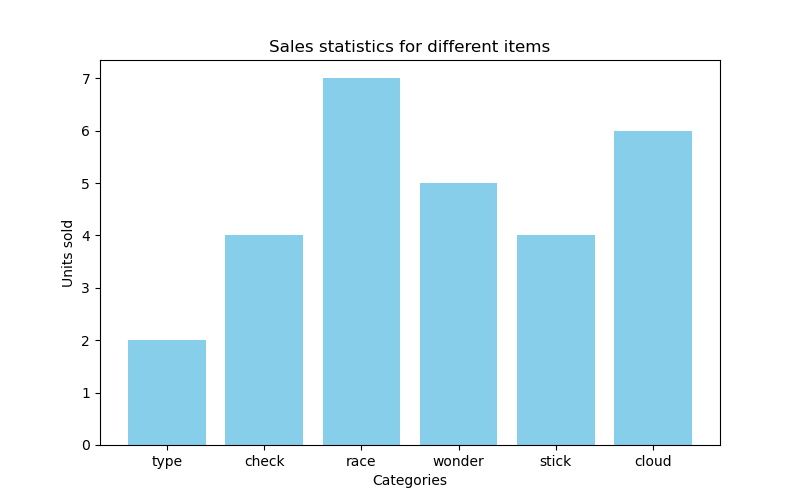 Sales statistics for different items
7
6
5
4
3
2
1
0
Units sold
type check race wonder stick cloud
Categories